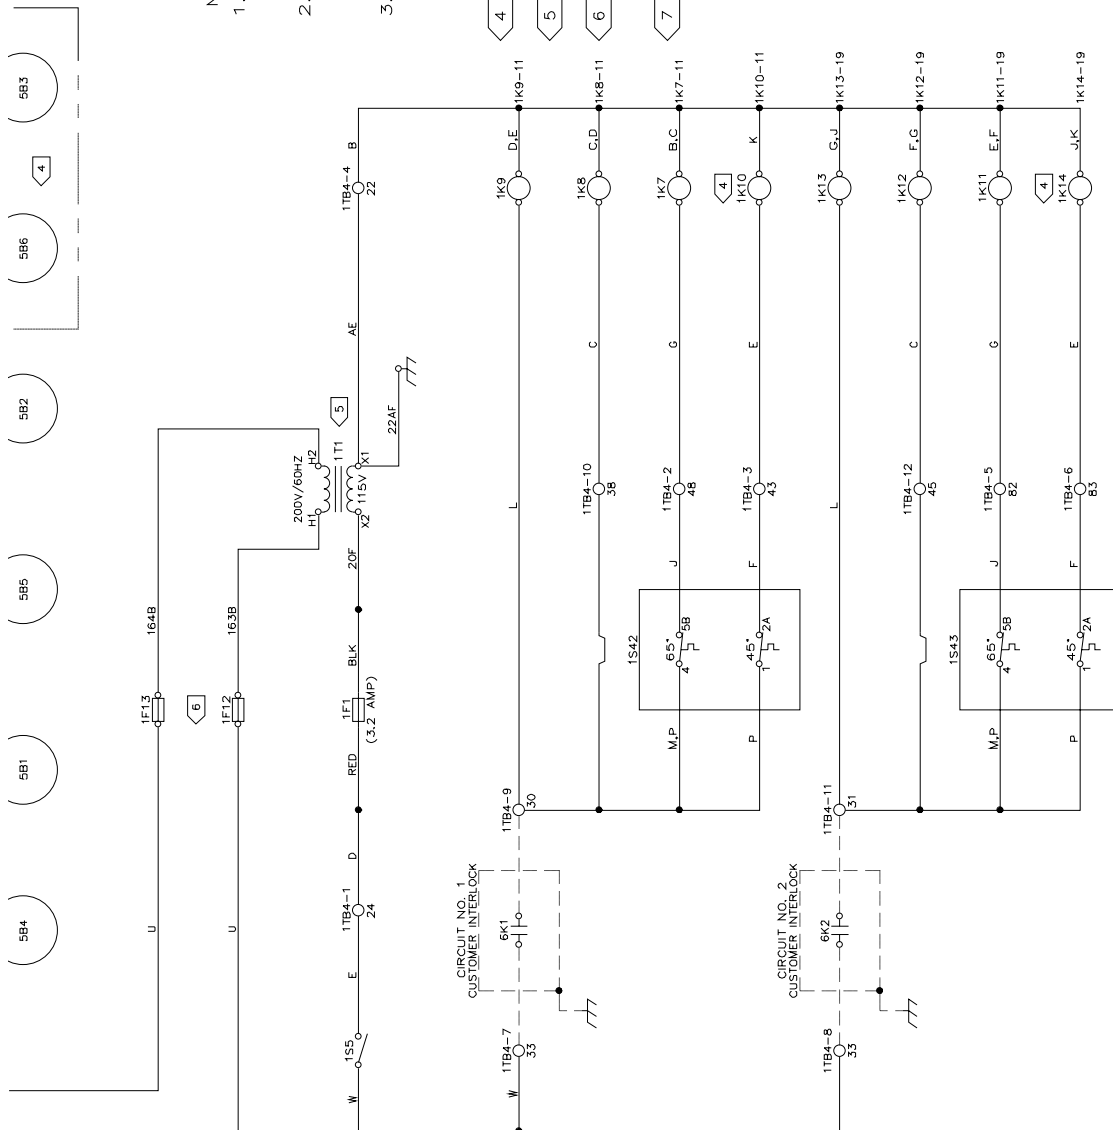 N
1.
2.
3.
4
5
6
7
5B3
4
5B6
5B2
5B5
5B1
5B4
164B
1F13
U
6
163B
1F12
U
200V/60HZ
H1
H2
1T1
5
115V
X2
X1
22AF
AE
1TB4-4
22
B
20F
BLK
1F1
(3.2 AMP)
RED
D
1TB4-1
24
E
1S5
W
1K9-11
D,E
1K9
L
1TB4-9
30
CIRCUIT NO. 1
CUSTOMER INTERLOCK
6K1
1TB4-7
33
W
1K8-11
C,D
1K8
C
1TB4-10
38
1K7-11
B,C
1K7
G
1TB4-2
48
J
1S42
65°
5B
4
M,P
1K10-11
K
4
1K10
E
1TB4-3
43
F
45°
2A
1
P
1K13-19
G,J
1K13
L
1TB4-11
31
CIRCUIT NO. 2
CUSTOMER INTERLOCK
6K2
1TB4-8
33
1K12-19
F,G
1K12
C
1TB4-12
45
1K11-19
E,F
1K11
G
1TB4-5
82
J
1S43
65°
5B
4
M,P
1K14-19
J,K
4
1K14
E
1TB4-6
83
F
45°
2A
1
P